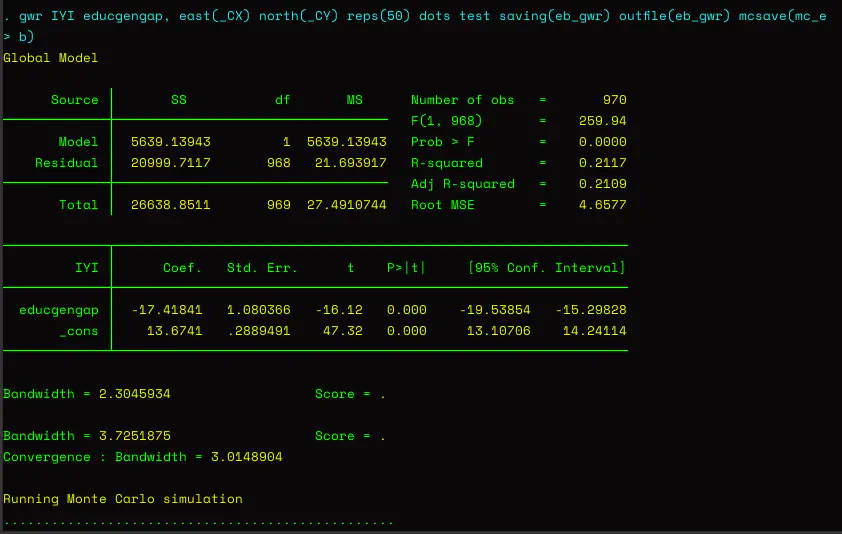 . gwr IYI educgengap, east(_CX) north(_CY) reps(50) dots test saving(eb_gwr) outfile(eb_gwr) mcsave(mc_e
> b)
Global Model
Source SS df MS Number of obs = 970
F(1, 968) = 259.94
Model 5639.13943 1 5639.13943 Prob > F = 0.0000
Residual 20999.7117 968 21.693917 R-squared = 0.2117
Adj R-squared = 0.2109
Total 26638.8511 969 27.4910744 Root MSE = 4.6577
IYI Coef. Std. Err. t P>|t| [95% Conf. Interval]
educgengap -17.41841 1.080366 -16.12 0.000 -19.53854 -15.29828
_cons 13.6741 .2889491 47.32 0.000 13.10706 14.24114
Bandwidth = 2.3045934 Score = .
Bandwidth = 3.7251875 Score = .
Convergence : Bandwidth = 3.0148904
Running Monte Carlo simulation
..................................................